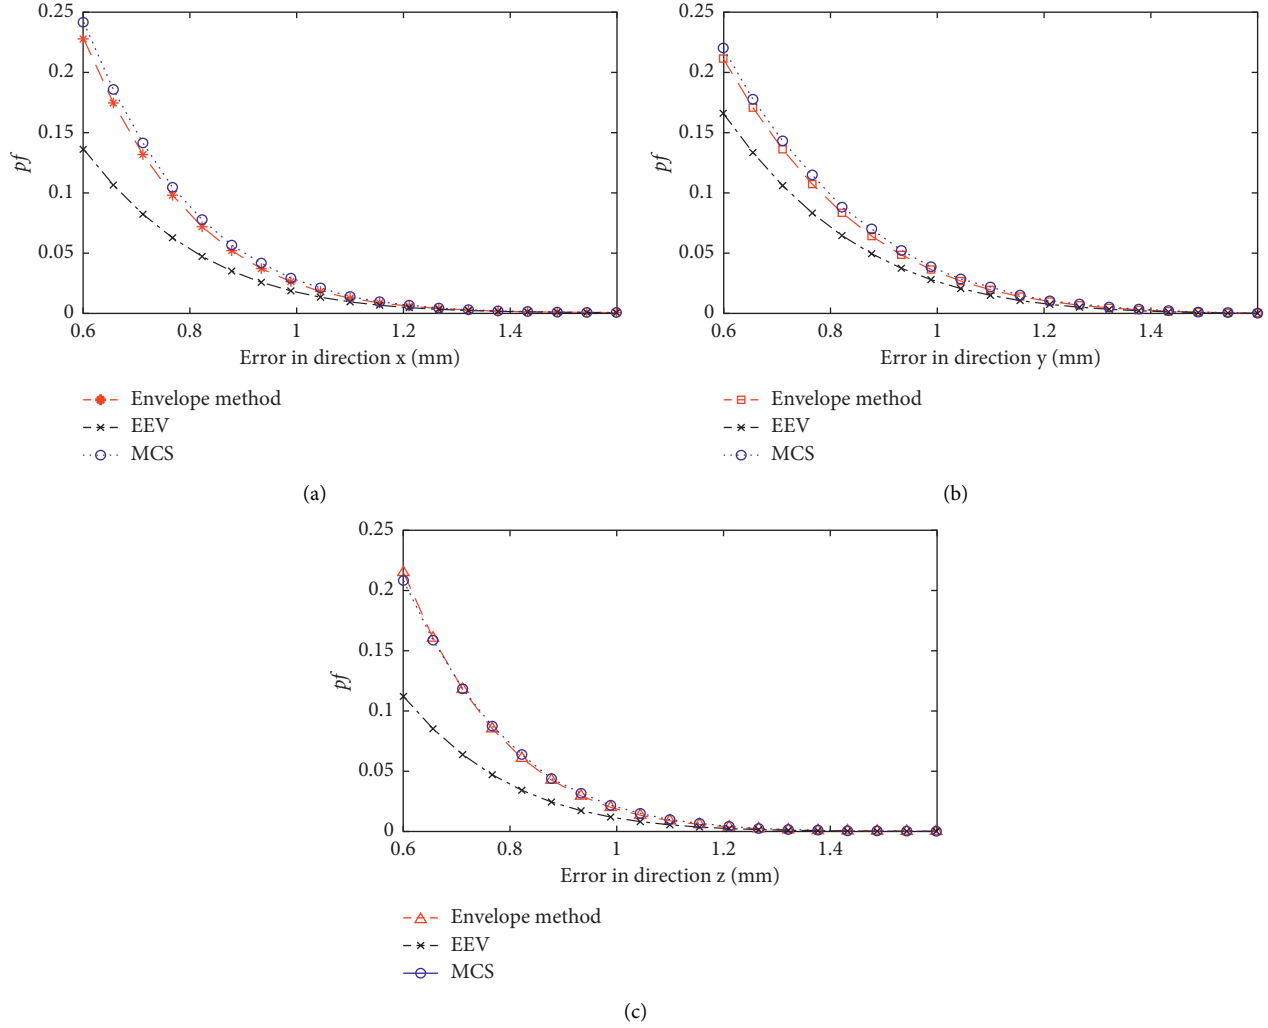 0.25
0.2
0.15
0.1
0.05
0
pf
0.6 0.8 1 1.2 1.4
Error in direction x (mm)
Envelope method
EEV
MCS
(a)
0.25
0.2
0.15
0.1
0.05
0
pf
0.6 0.8 1 1.2 1.4
Error in direction y (mm)
Envelope method
EEV
MCS
(b)
0.25
0.2
0.15
0.1
0.05
0
pf
0.6 0.8 1 1.2 1.4
Error in direction z (mm)
Envelope method
EEV
MCS
(c)